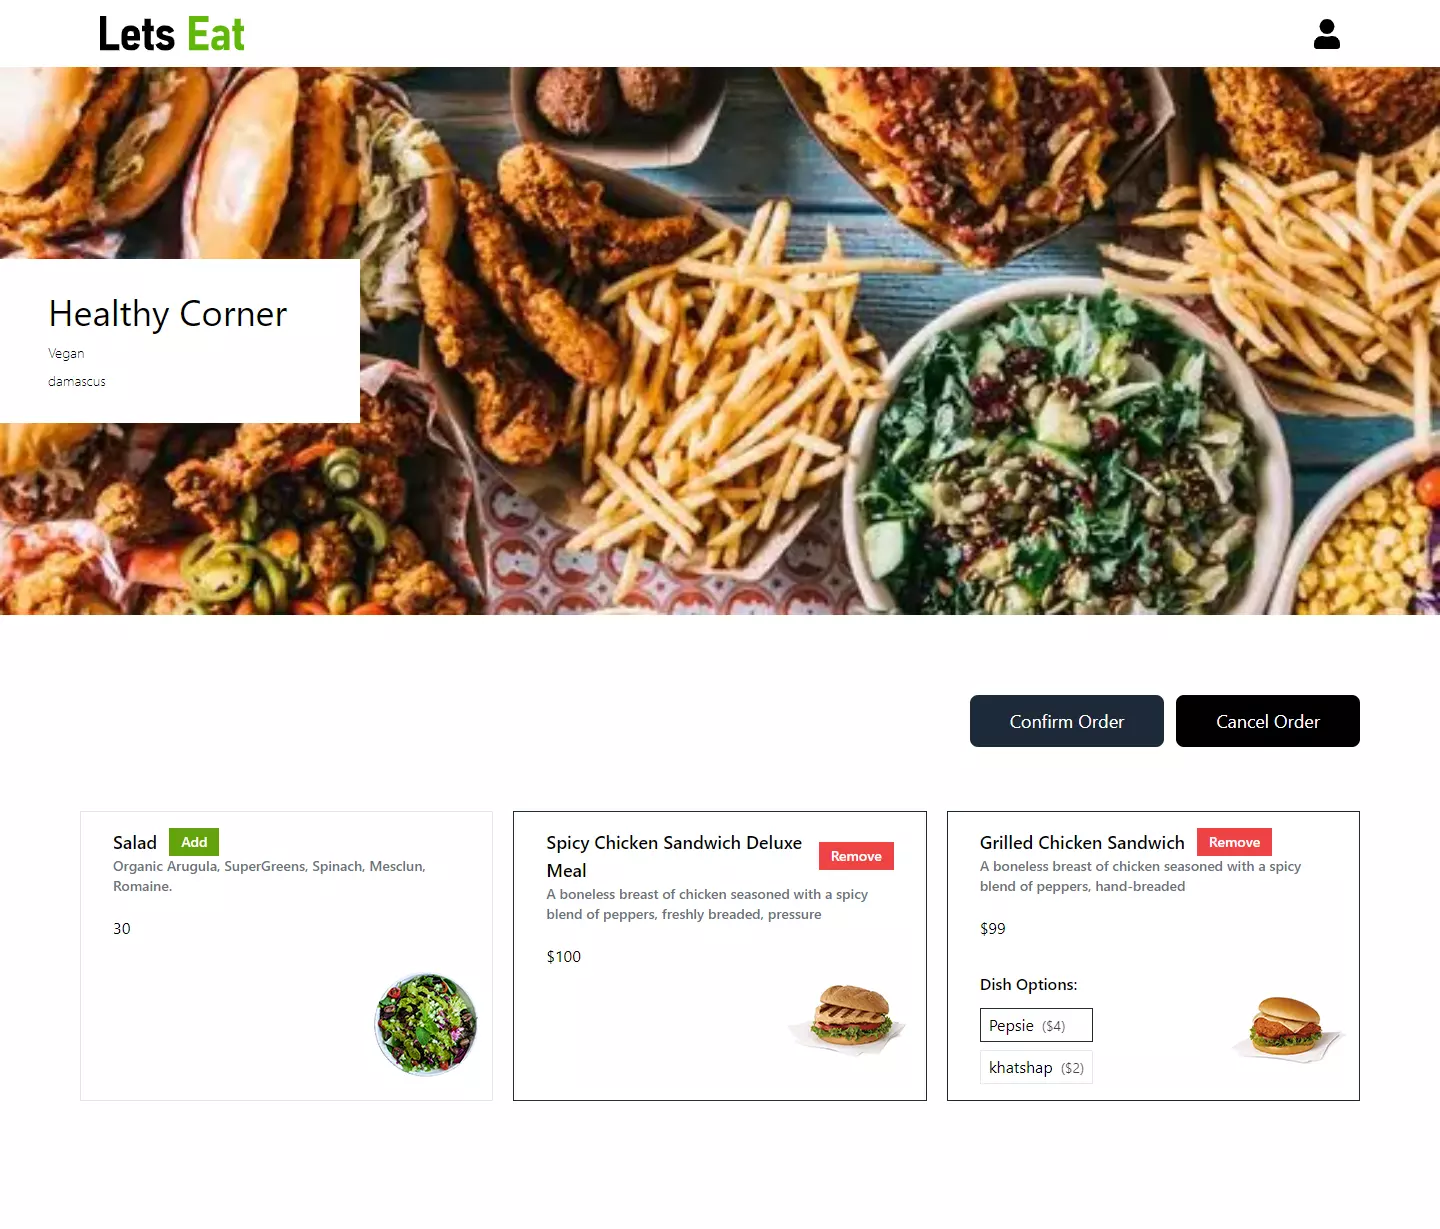 Lets Eat
Healthy Corner
Vegan
damascus
Confirm Order
Cancel Order
Salad
Add
Organic Arugula, SuperGreens, Spinach, Mesclun,
Romaine.
30
Spicy Chicken Sandwich Deluxe
Meal
Remove
A boneless breast of chicken seasoned with a spicy
blend of peppers, freshly breaded, pressure
$100
Grilled Chicken Sandwich
Remove
A boneless breast of chicken seasoned with a spicy
blend of peppers, hand-breaded
$99
Dish Options:
Pepsie ($4)
khatshap ($2)